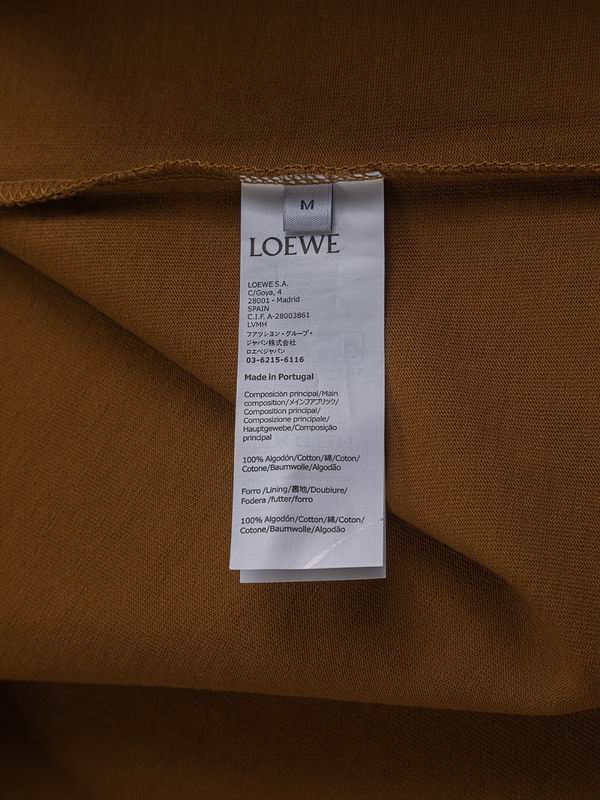 M
LOEWE
LOEWE S.A.
C/Goya, 4
28001 - Madrid
SPAIN
C.I.F. A-28003861
LVMH
ファッション・グループ・
ジャパン株式会社
ロエベジャパン
03-6215-6116
Made in Portugal
Composición principal/Main
composition/メインファブリック/
Composition principal/
Composizione principale/
Hauptgewebe/Composição
principal
100% Algodón/Cotton/綿/Coton/
Cotone/Baumwolle/Algodão
Forro/Lining/裏地/Doublure/
Fodera /futter/forro
100% Algodón/Cotton/綿/Coton/
Cotone/Baumwolle/Algodão